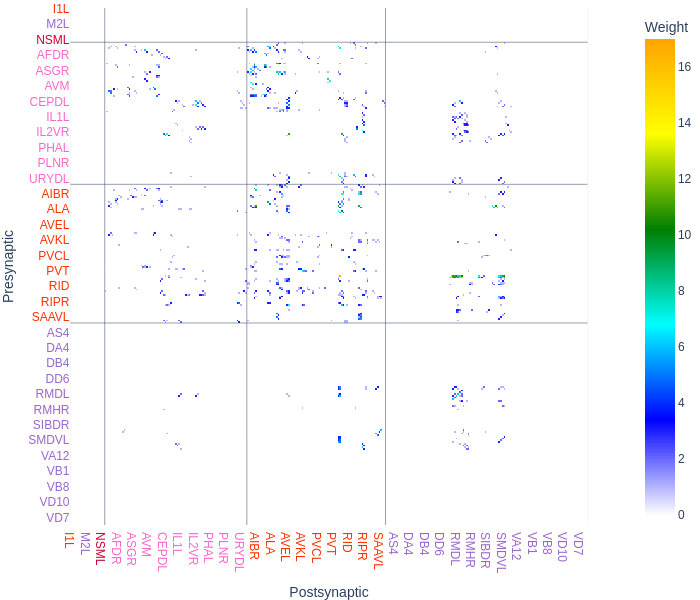 Weight
I1L
M2L
NSML
AFDR
ASGR
AVM
CEPDL
IL1L
IL2VR
PHAL
PLNR
URYDL
AIBR
ALA
AVEL
AVKL
PVCL
PVT
RID
RIPR
SAAVL
AS4
DA4
DB4
DD6
RMDL
RMHR
SIBDR
SMDVL
VA12
VB1
VB8
VD10
VD7
Presynaptic
16
14
12
10
8
6
4
2
0
I1L
M2L
NSML
AFDR
ASGR
AVM
CEPDL
IL1L
IL2VR
PHAL
PLNR
URYDL
AIBR
ALA
AVEL
AVKL
PVCL
PVT
RID
RIPR
SAAVL
AS4
DA4
DB4
DD6
RMDL
RMHR
SIBDR
SMDVL
VA12
VB1
VB8
VD10
VD7
Postsynaptic